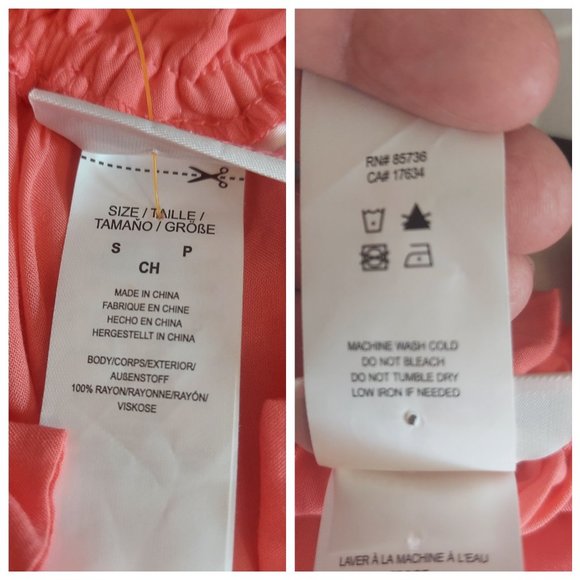 SIZE / TAILLE /
TAMAÑO / GRÖßE
S P
CH
MADE IN CHINA
FABRIQUE EN CHINE
HECHO EN CHINA
HERGESTELLT IN CHINA
BODY/CORPS/EXTERIOR/
AUßENSTOFF
100% RAYON/RAYONNE/RAYÓN/
VISKOSE
RN# 85736
CA# 17634
MACHINE WASH COLD
DO NOT BLEACH
DO NOT TUMBLE DRY
LOW IRON IF NEEDED
LAVER À LA MACHINE À L'EAU